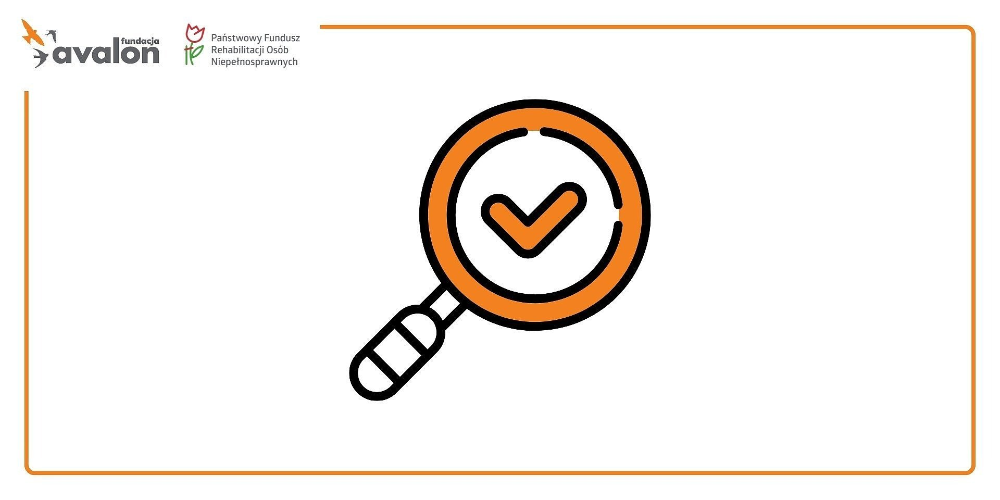 fundacja
avalon
Państwowy Fundusz
Rehabilitacji Osób
Niepełnosprawnych